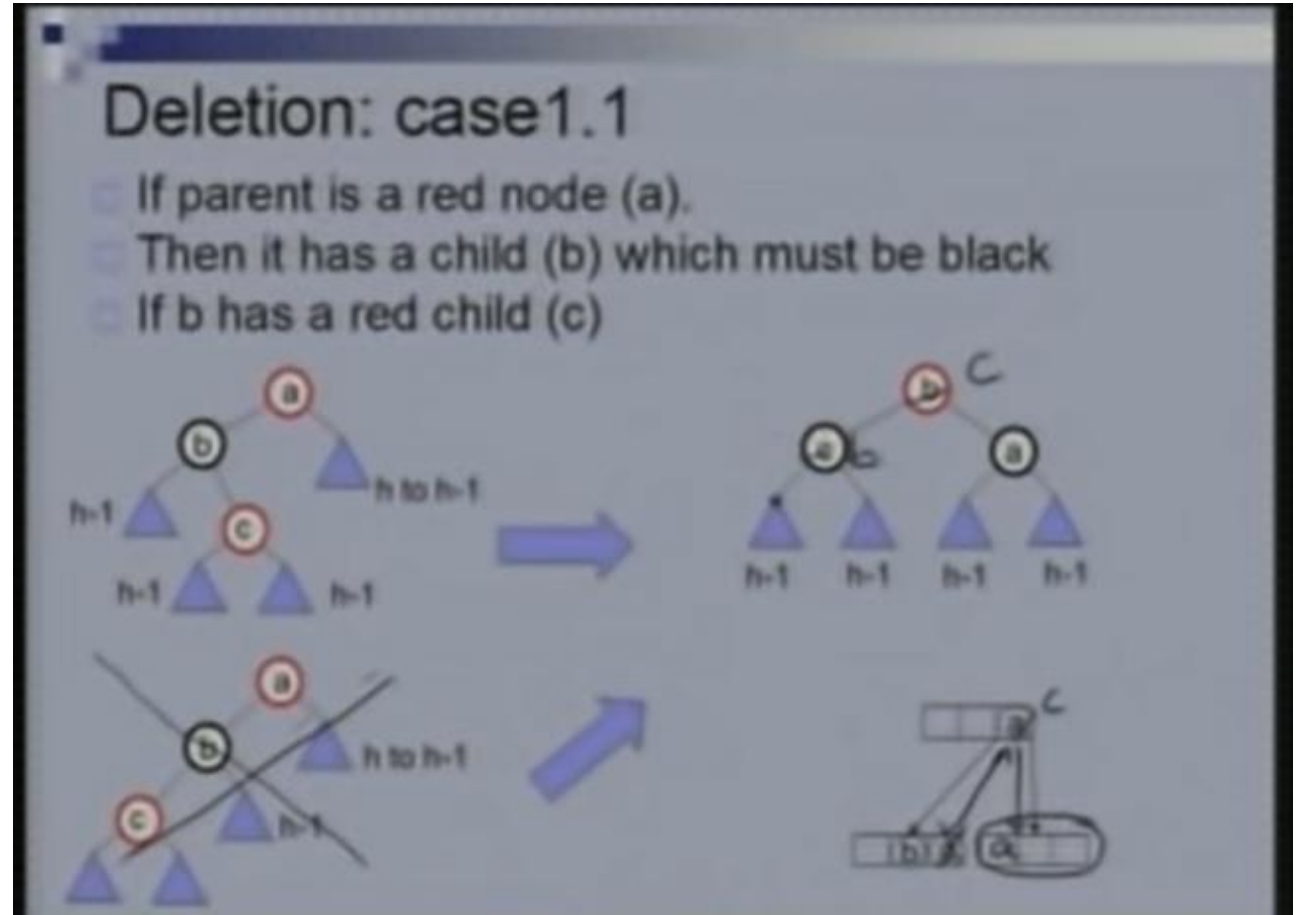 Deletion: case1.1
If parent is a red node (a).
Then it has a child (b) which must be black
If b has a red child (c)
a
b
h-1
c
h to h-1
h-1
h-1
b
C
b
a
h-1
h-1
h-1
h-1
a
b
h to h-1
c
h-1
a
c
b
a